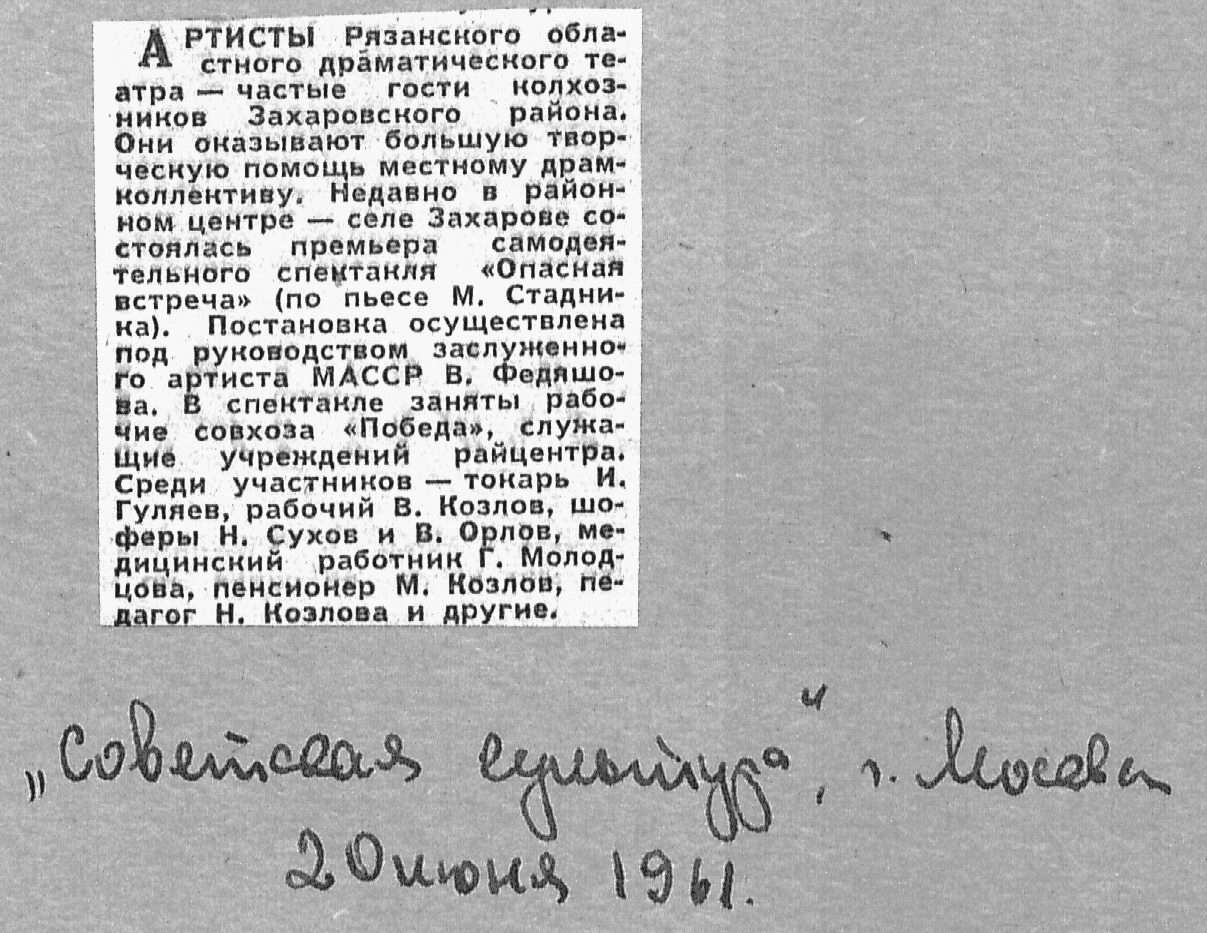 АРТИСТЫ Рязанского обла-
стного драматического те-
атра — частые гости колхоз-
ников Захаровского района.
Они оказывают большую твор-
ческую помощь местному драм-
коллективу. Недавно в район-
ном центре — селе Захарове со-
стоялась премьера самодея-
тельного спектакля «Опасная
встреча» (по пьесе М. Стадни-
ка). Постановка осуществлена
под руководством заслуженно-
го артиста МАССР В. Федяшо-
ва. В спектакле заняты рабо-
чие совхоза «Победа», служа-
щие учреждений райцентра.
Среди участников — токарь И.
Гуляев, рабочий В. Козлов, шо-
феры Н. Сухов и В. Орлов, ме-
дицинский работник Г. Молод-
цова, пенсионер М. Козлов, пе-
дагог Н. Козлова и другие.
„Советская культура", г. Москва
20 июня 1961.